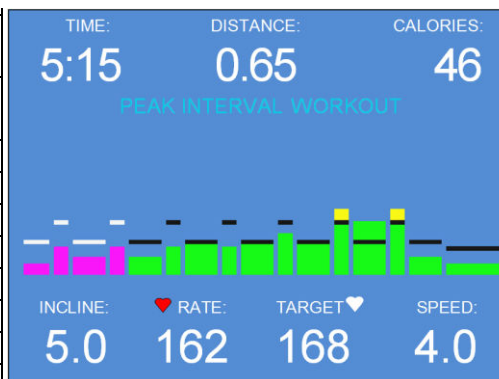 TIME: DISTANCE: CALORIES:
5:15 0.65 46
PEAK INTERVAL WORKOUT
INCLINE: RATE: TARGET SPEED:
5.0 162 168 4.0